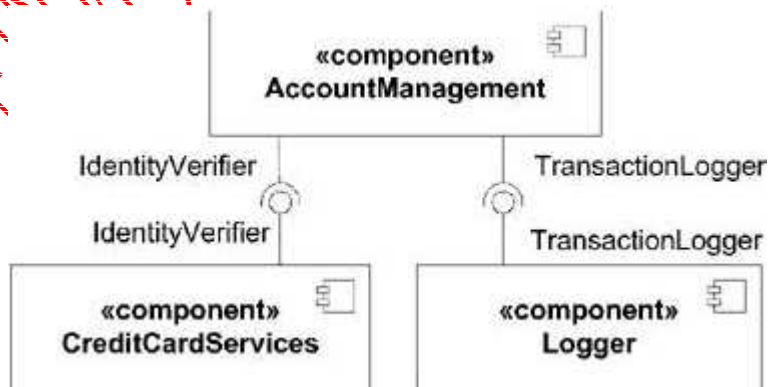 «component»
AccountManagement
IdentityVerifier
TransactionLogger
IdentityVerifier
TransactionLogger
«component»
CreditCardServices
«component»
Logger